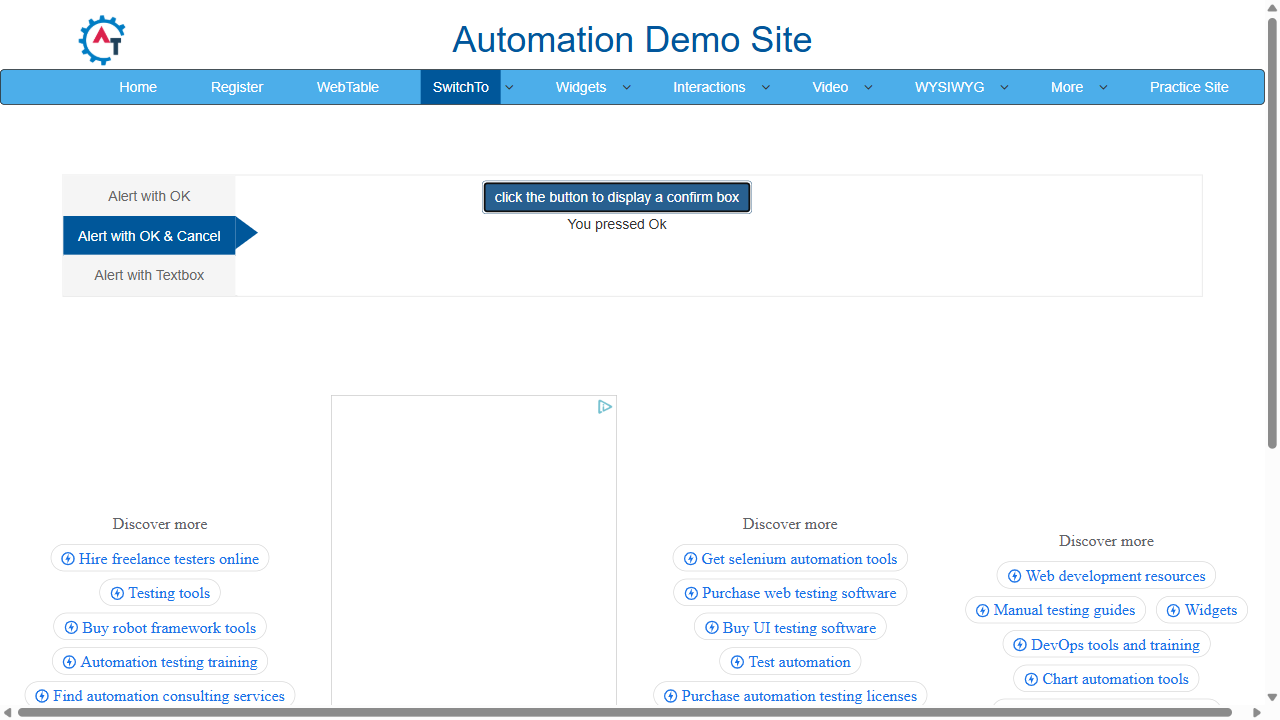 Automation Demo Site
Home Register WebTable SwitchTo Widgets Interactions Video WYSIWYG More Practice Site
Alert with OK
Alert with OK & Cancel
Alert with Textbox
click the button to display a confirm box
You pressed Ok
Discover more
Hire freelance testers online
Testing tools
Buy robot framework tools
Automation testing training
Find automation consulting services
Discover more
Get selenium automation tools
Purchase web testing software
Buy UI testing software
Test automation
Purchase automation testing licenses
Discover more
Web development resources
Manual testing guides Widgets
DevOps tools and training
Chart automation tools